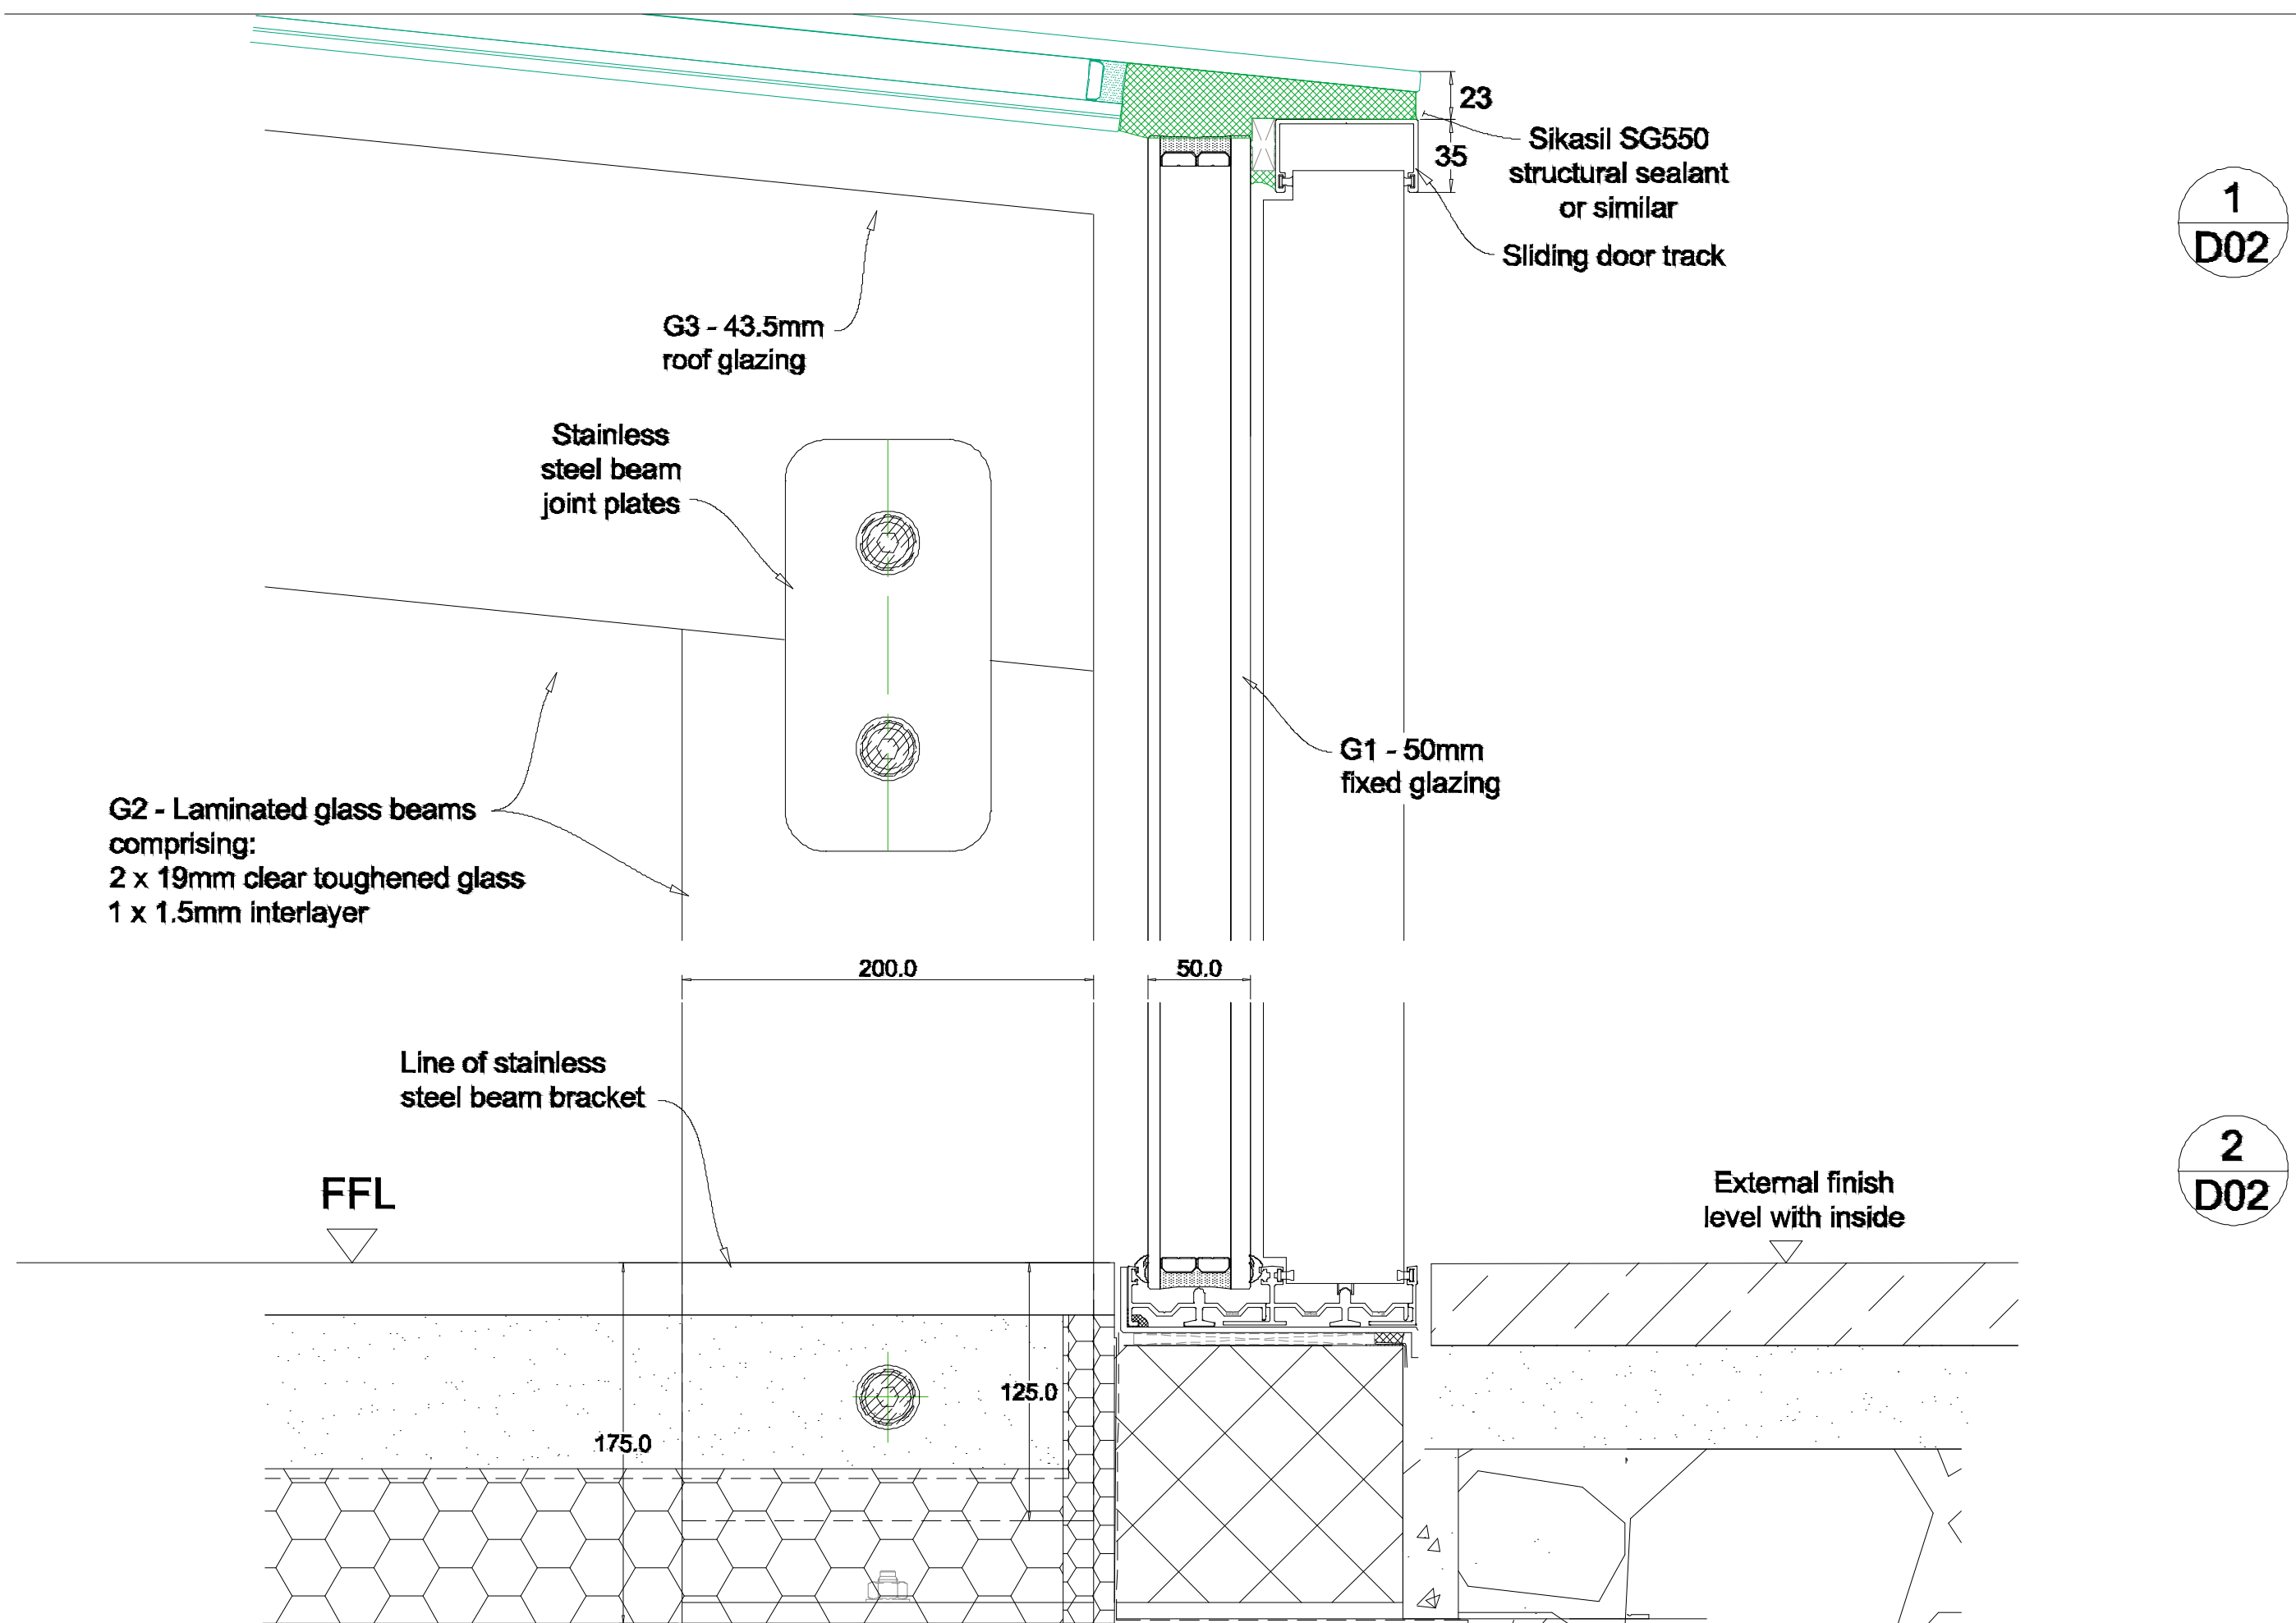 23
Sikasil SG550
structural sealant
or similar
35
1
D02
Sliding door track
G3 - 43.5mm
roof glazing
Stainless
steel beam
joint plates
G1 - 50mm
fixed glazing
G2 - Laminated glass beams
comprising:
2 x 19mm clear toughened glass
1 x 1.5mm interlayer
200.0
50.0
Line of stainless
steel beam bracket
2
D02
External finish
level with inside
FFL
125.0
175.0